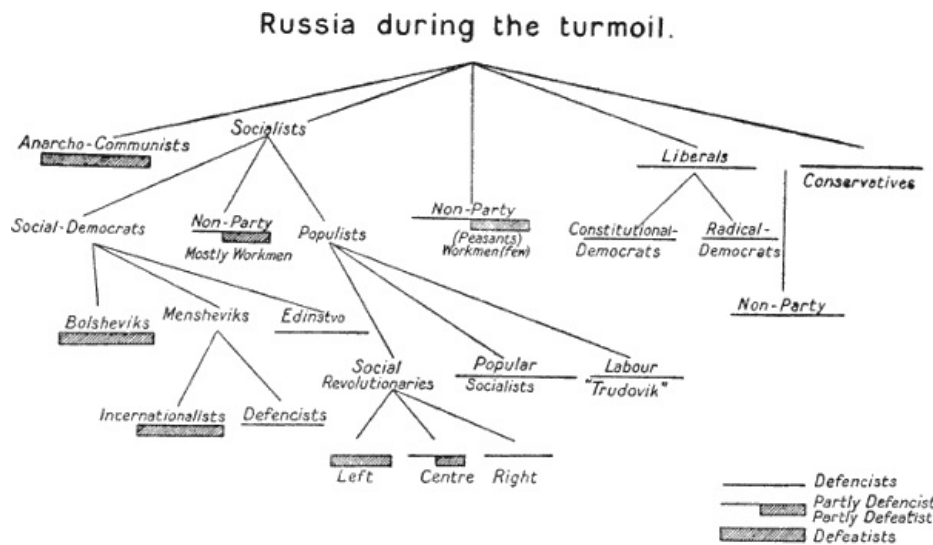 Russia during the turmoil.
Anarcho-Communists
Socialists
Liberals
Conservatives
Social-Democrats
Non-Party
Mostly Workmen
Populists
Non-Party
(Peasants)
Workmen (few)
Constitutional-
Democrats
Radical-
Democrats
Non-Party
Bolsheviks
Mensheviks
Edinstvo
Social
Revolutionaries
Popular
Socialists
Labour
"Trudovik"
Internationalists
Defencists
Left
Centre
Right
Defencists
Partly Defencist
Partly Defeatist
Defeatists